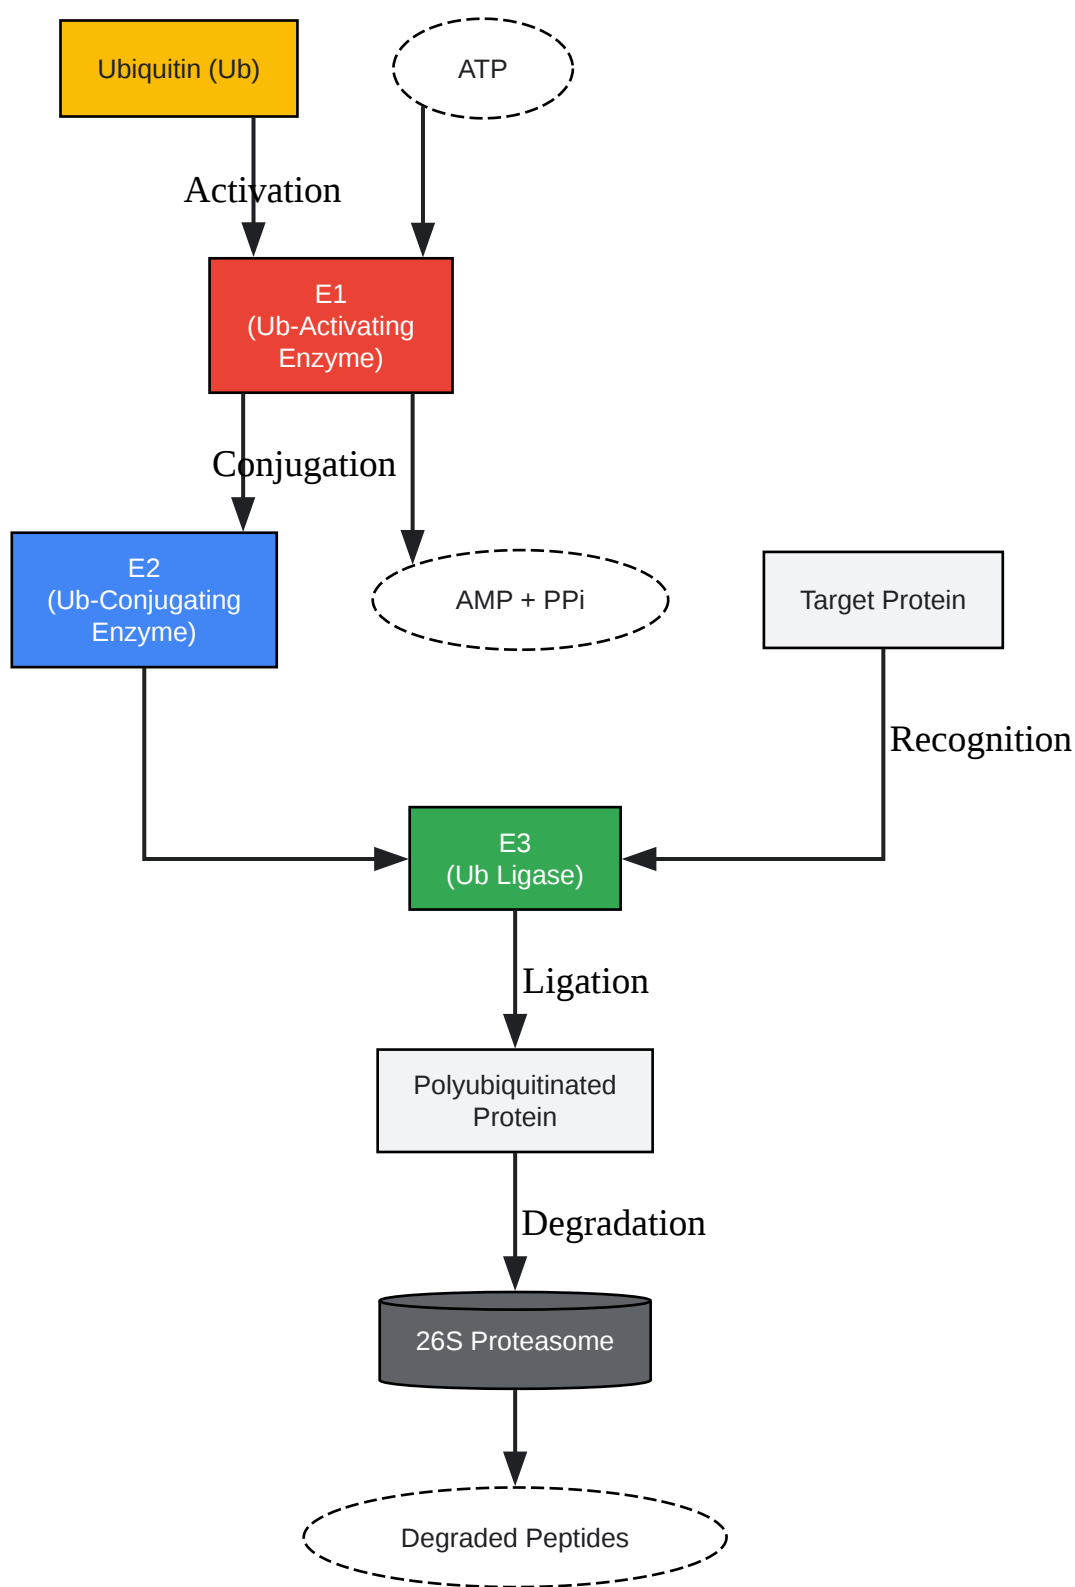 Ubiquitin (Ub)
ATP
Activation
E1
(Ub-Activating
Enzyme)
Conjugation
E2
(Ub-Conjugating
Enzyme)
AMP + PPi
Target Protein
Recognition
E3
(Ub Ligase)
Ligation
Polyubiquitinated
Protein
Degradation
26S Proteasome
Degraded Peptides